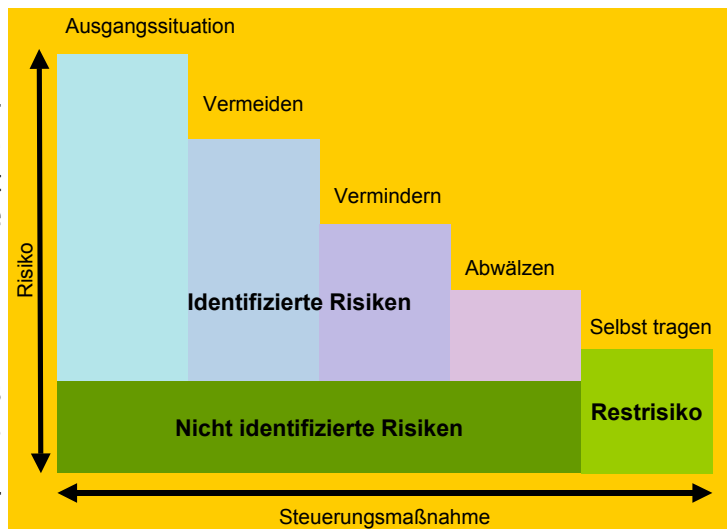 Ausgangssituation
Vermeiden
Vermindern
Abwälzen
Selbst tragen
Risiko
Identifizierte Risiken
Nicht identifizierte Risiken
Restrisiko
Steuerungsmaßnahme